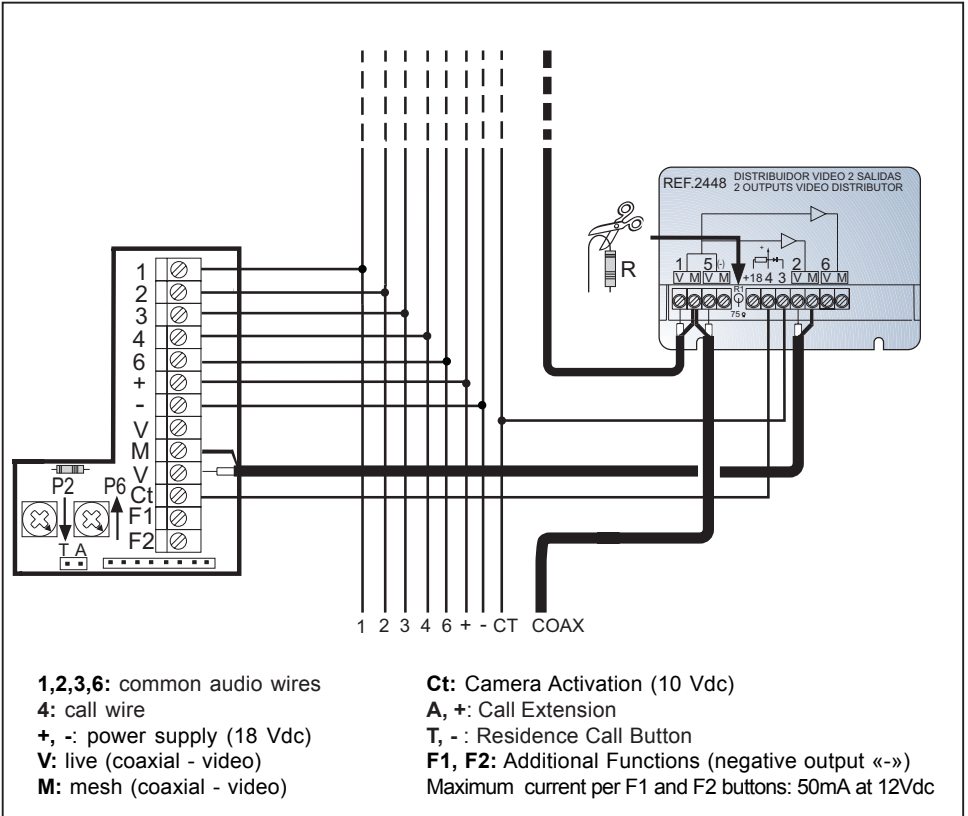 REF.2448
DISTRIBUIDOR VIDEO 2 SALIDAS
2 OUTPUTS VIDEO DISTRIBUTOR
+
1 5 (-) 2 6
V M V M +18 4 3 V M V M
R1
75Ω
R
1
2
3
4
6
+
-
V
M
V
Ct
F1
F2
P2 P6
T A
1 2 3 4 6 + - CT COAX
1,2,3,6: common audio wires
4: call wire
+, -: power supply (18 Vdc)
V: live (coaxial - video)
M: mesh (coaxial - video)
Ct: Camera Activation (10 Vdc)
A, +: Call Extension
T, - : Residence Call Button
F1, F2: Additional Functions (negative output «-»)
Maximum current per F1 and F2 buttons: 50mA at 12Vdc